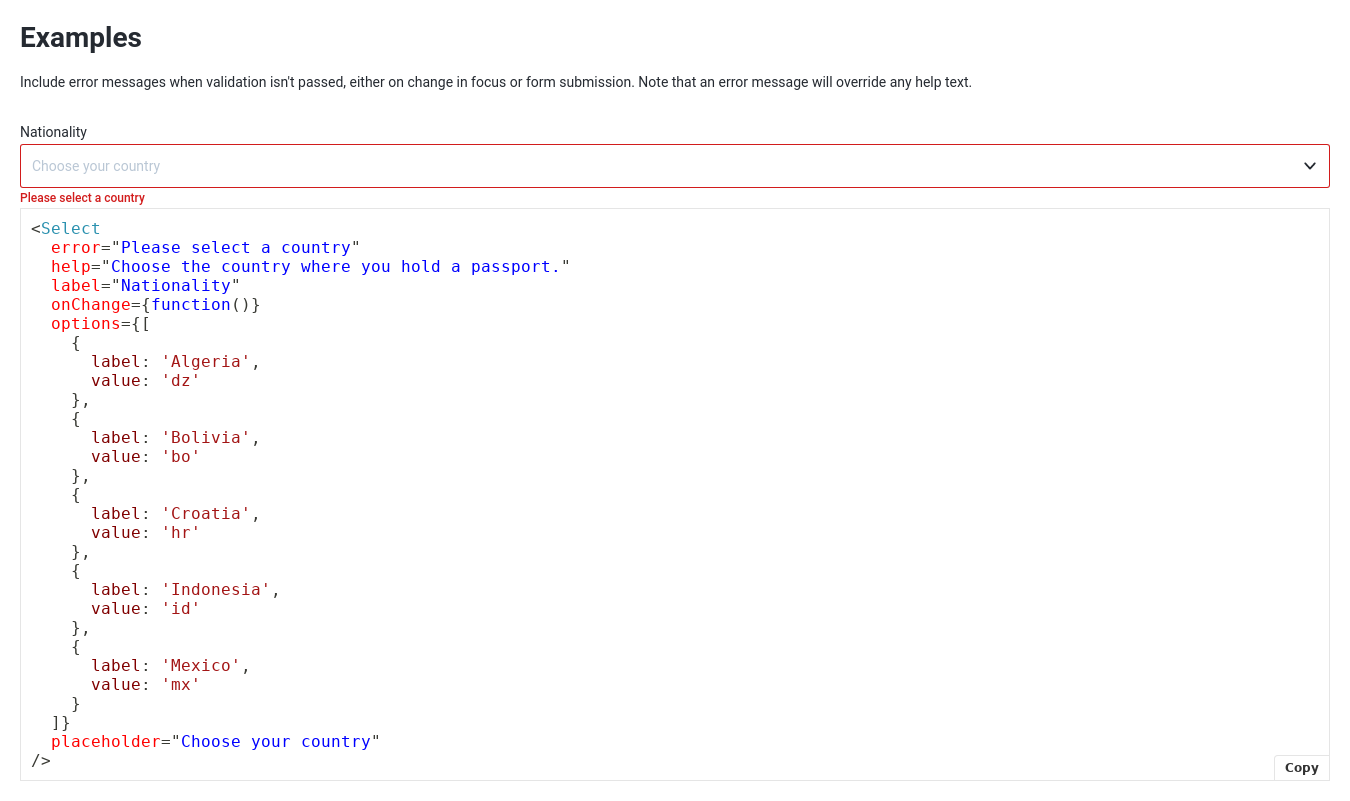 Examples
Include error messages when validation isn't passed, either on change in focus or form submission. Note that an error message will override any help text.
Nationality
Choose your country
Please select a country
<Select
  error="Please select a country"
  help="Choose the country where you hold a passport."
  label="Nationality"
  onChange={function()}
  options={[
    {
      label: 'Algeria',
      value: 'dz'
    },
    {
      label: 'Bolivia',
      value: 'bo'
    },
    {
      label: 'Croatia',
      value: 'hr'
    },
    {
      label: 'Indonesia',
      value: 'id'
    },
    {
      label: 'Mexico',
      value: 'mx'
    }
  ]}
  placeholder="Choose your country"
/>
Copy